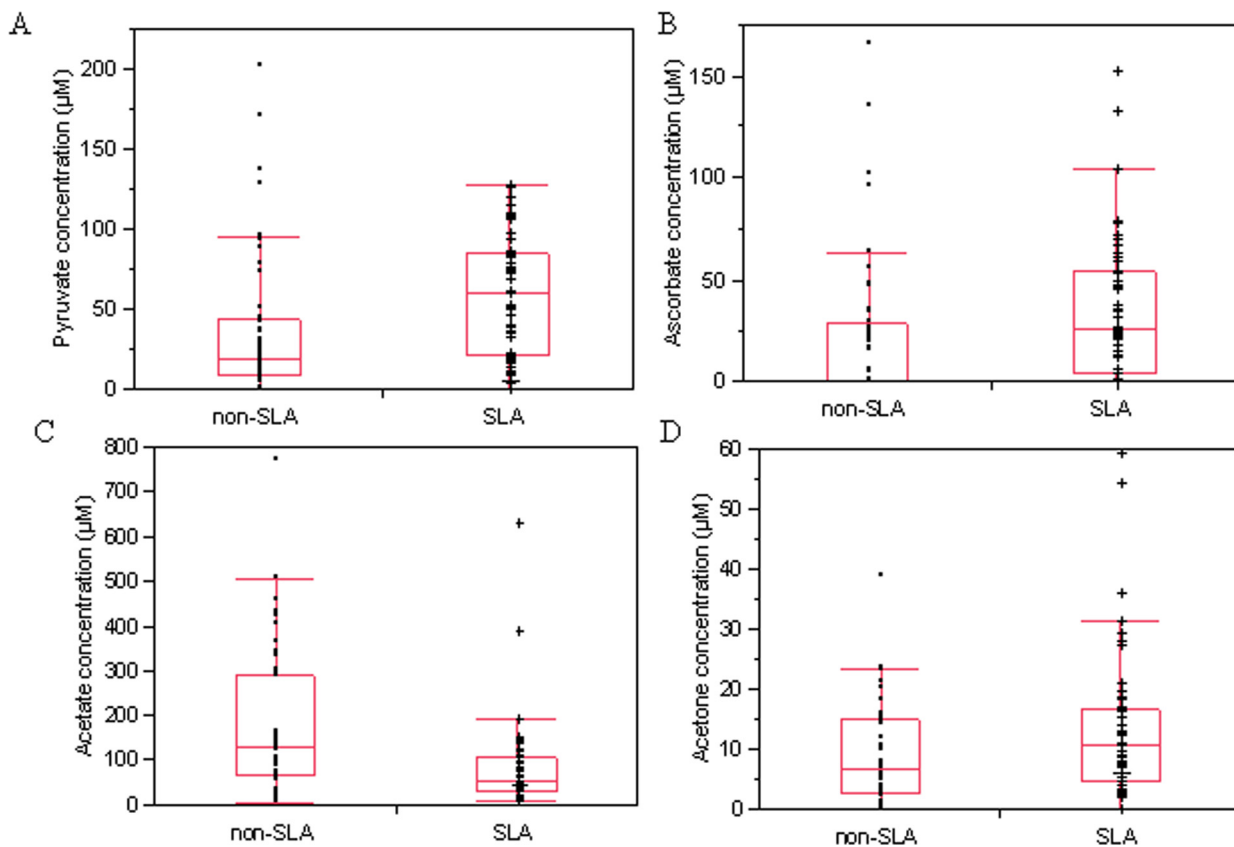 A
Pyruvate concentration (µM)
200
150
100
50
0
non-SLA
SLA
B
Ascorbate concentration (µM)
150
100
50
0
non-SLA
SLA
C
Acetate concentration (µM)
800
700
600
500
400
300
200
100
0
non-SLA
SLA
D
Acetone concentration (µM)
60
50
40
30
20
10
0
non-SLA
SLA